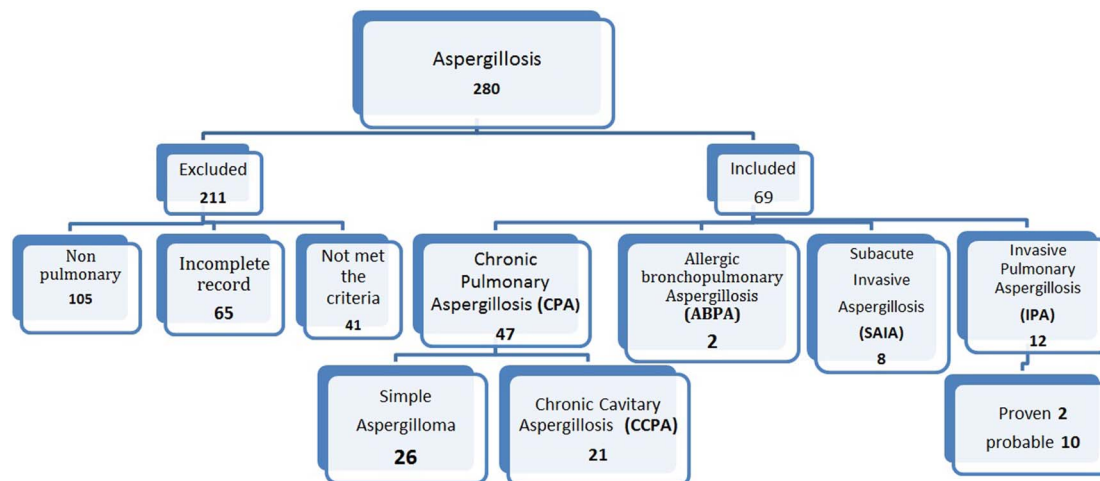 Aspergillosis
280
Excluded
211
Included
69
Non
pulmonary
105
Incomplete
record
65
Not met
the
criteria
41
Chronic
Pulmonary
Aspergillosis (CPA)
47
Allergic
bronchopulmonary
Aspergillosis
(ABPA)
2
Subacute
Invasive
Aspergillosis
(SAIA)
8
Invasive
Pulmonary
Aspergillosis
(IPA)
12
Simple
Aspergilloma
26
Chronic Cavitary
Aspergillosis (CCPA)
21
Proven 2
probable 10